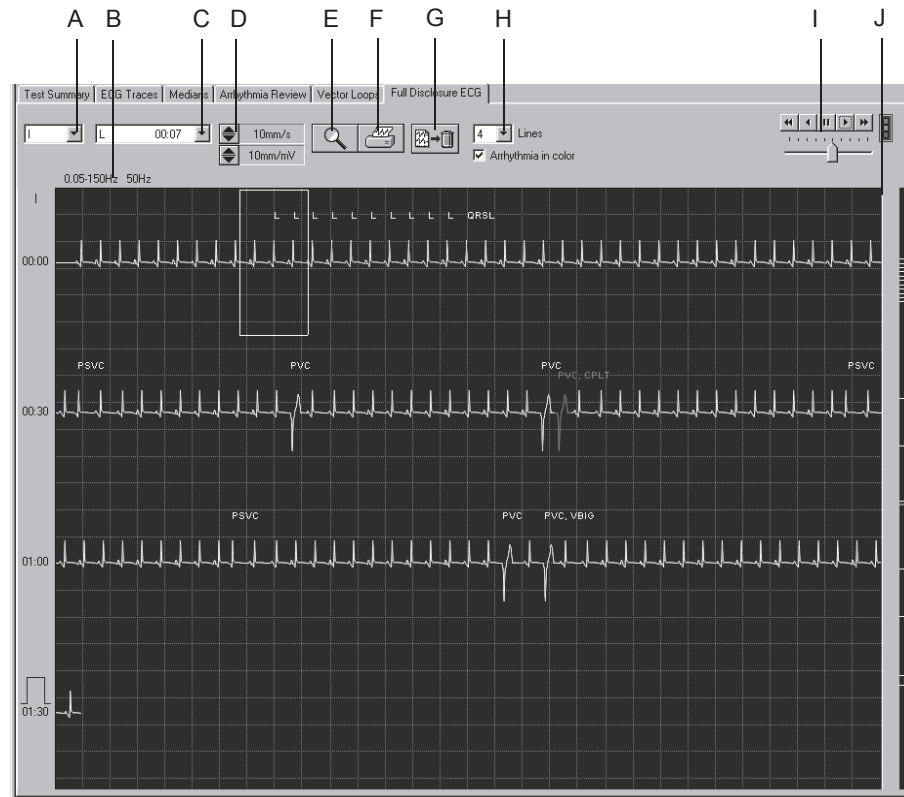 A B C D E F G H I J
Test Summary ECG Traces Medians Arrhythmia Review Vector Loops Full Disclosure ECG
I L 00:07 10mm/s 4 Lines
10mm/mV Arrhythmia in color
0.05-150Hz 50Hz
I
L L L L L L L L L L QRSL
00:00
PSVC PVC PVC PSVC
PVC, CPLT
00:30
PSVC PVC PVC, VBIG
01:00
01:30